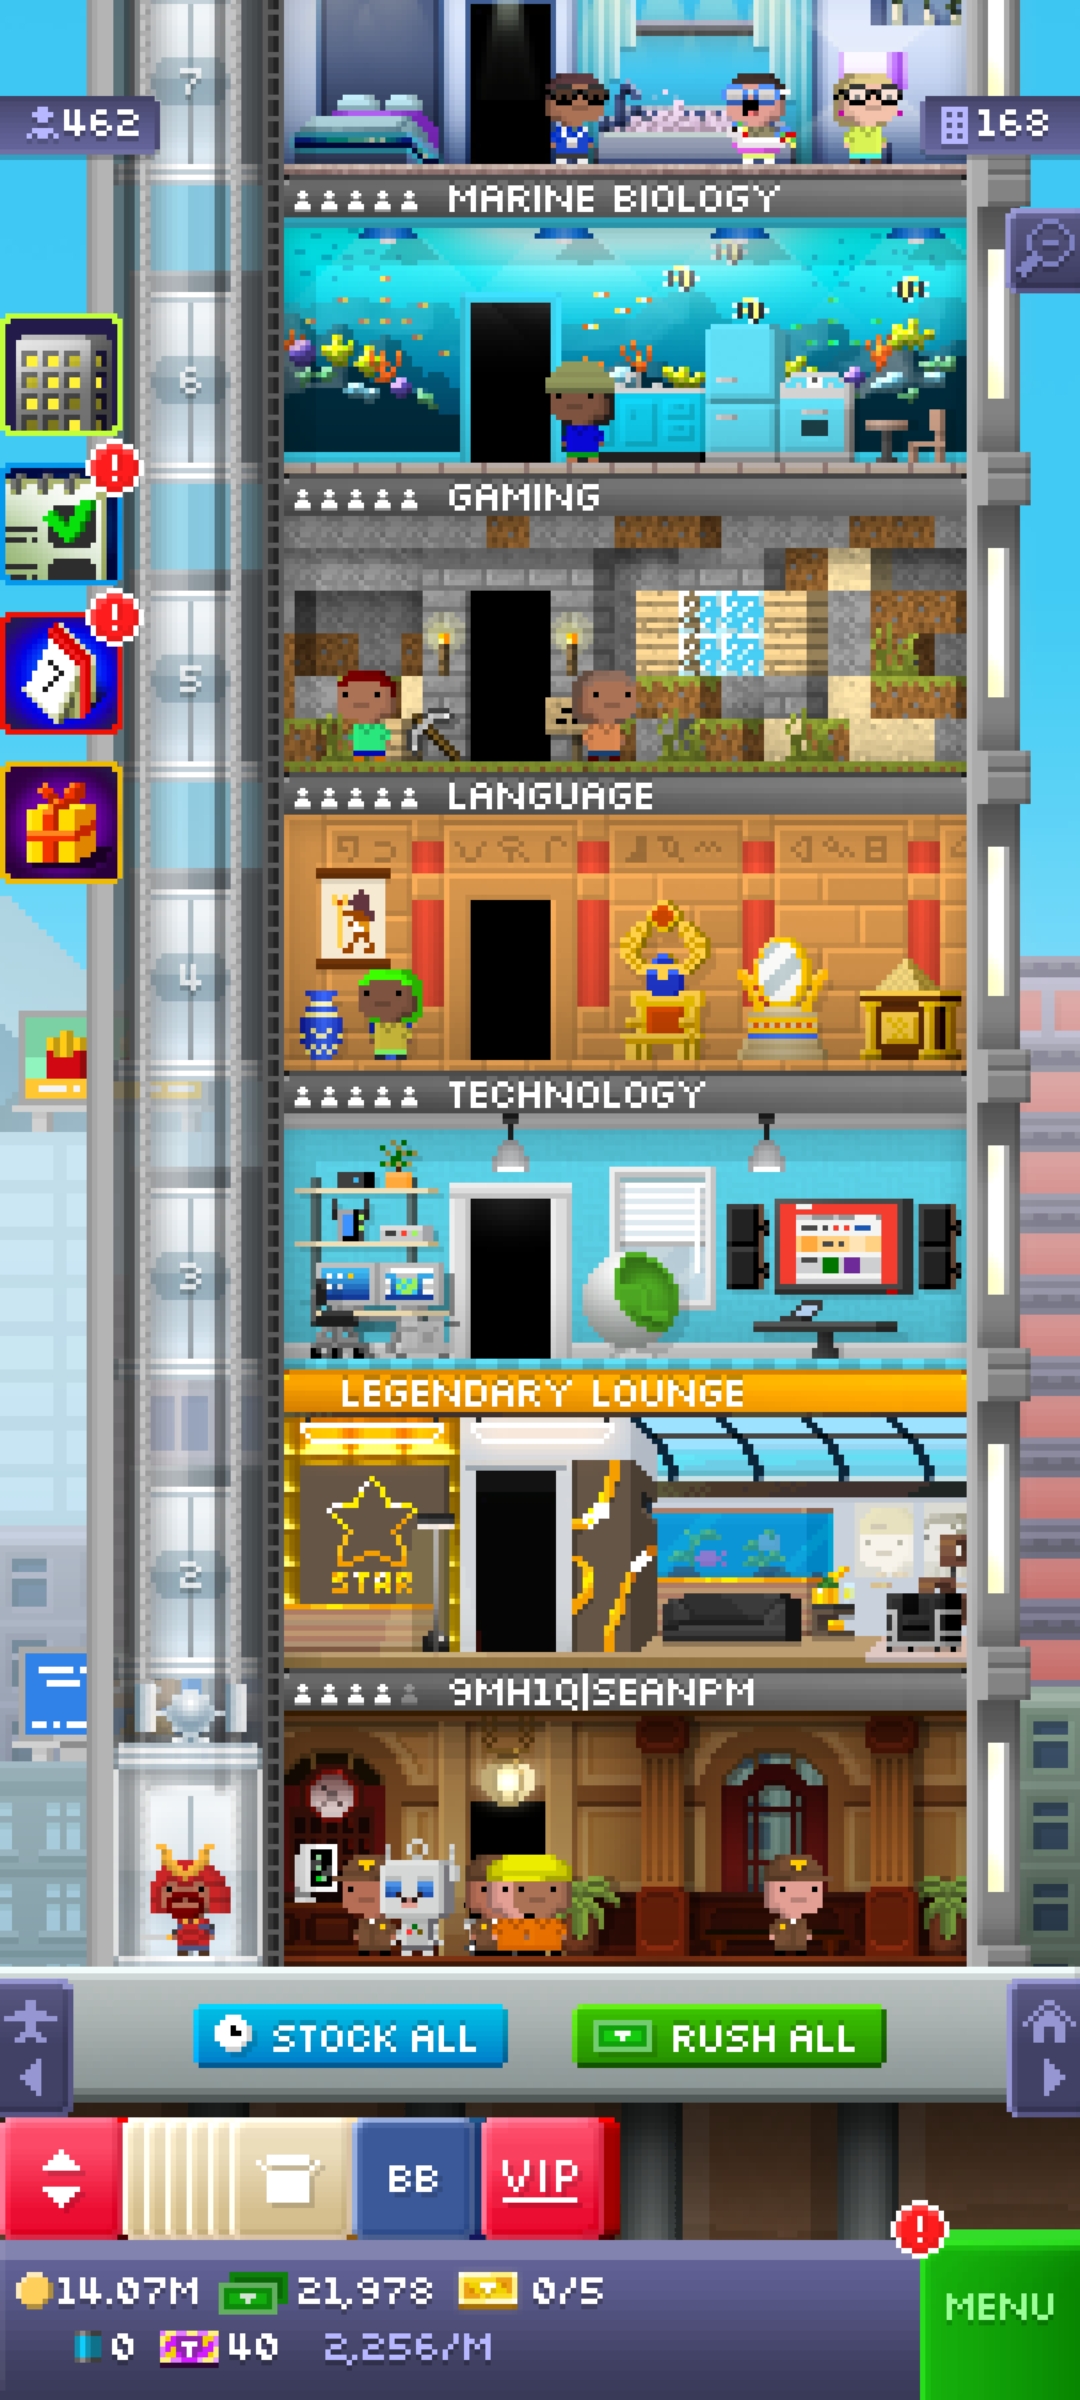 7
462
168
MARINE BIOLOGY
6
GAMING
5
LANGUAGE
4
TECHNOLOGY
3
LEGENDARY LOUNGE
STAR
2
9MH1Q|SEANPM
STOCK ALL
RUSH ALL
BB
VIP
14.07M
21,978
0/5
MENU
0
40
2,256/M